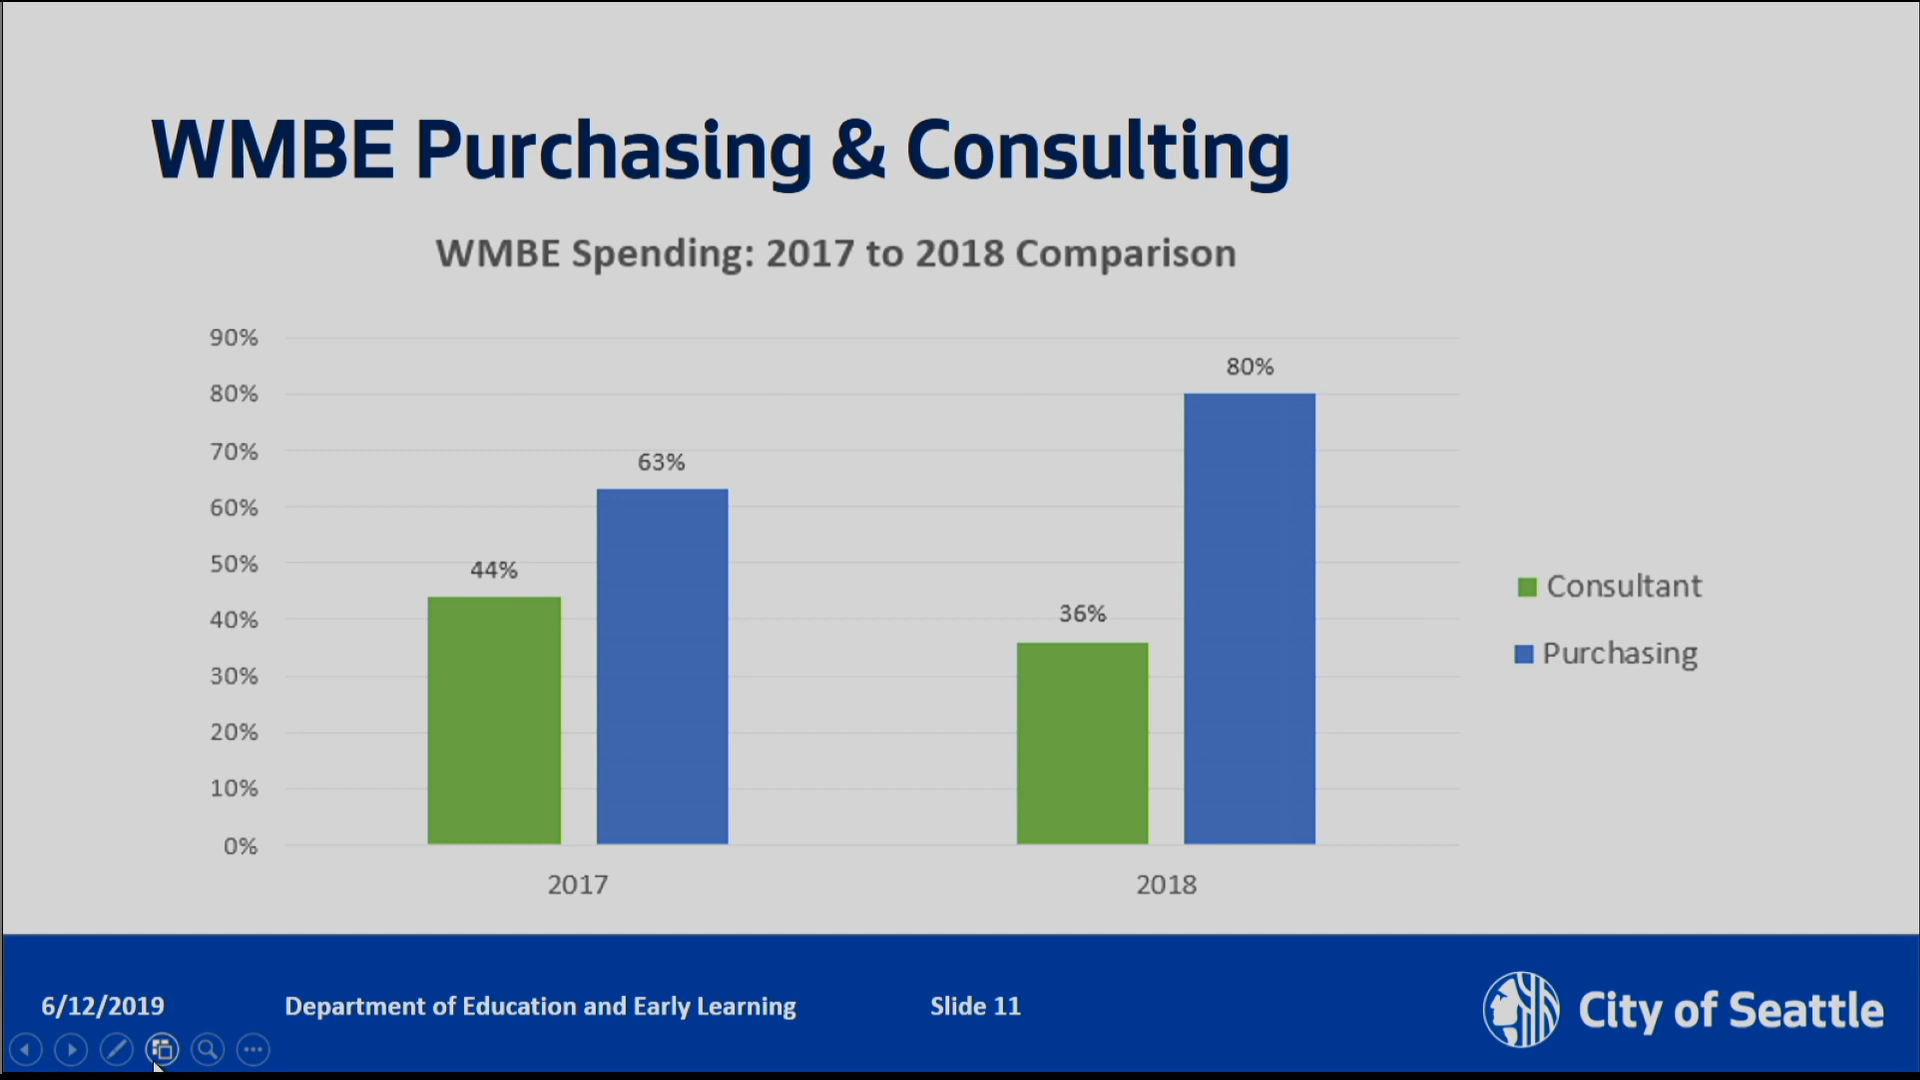 WMBE Purchasing & Consulting
WMBE Spending: 2017 to 2018 Comparison
90%
80%
70%
60%
50%
40%
30%
20%
10%
0%
44%
63%
36%
80%
2017
2018
Consultant
Purchasing
6/12/2019
Department of Education and Early Learning
Slide 11
City of Seattle